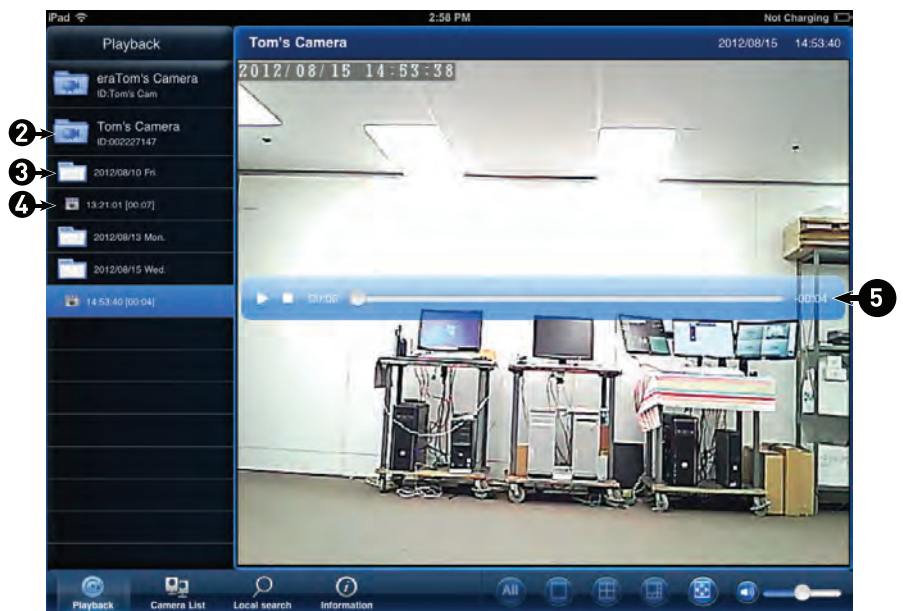 iPad 2:58 PM Not Charging
Playback Tom's Camera 2012/08/15 14:53:40
2012/08/15 14:53:38
eraTom's Camera
ID:Tom's Cam
2 Tom's Camera
ID:002227147
3 2012/08/10 Fri.
4 13:21:01 [00:07]
2012/08/13 Mon.
2012/08/15 Wed.
14:53:40 [00:04]
00:00 -00:04 5
All
Playback Camera List Local search Information